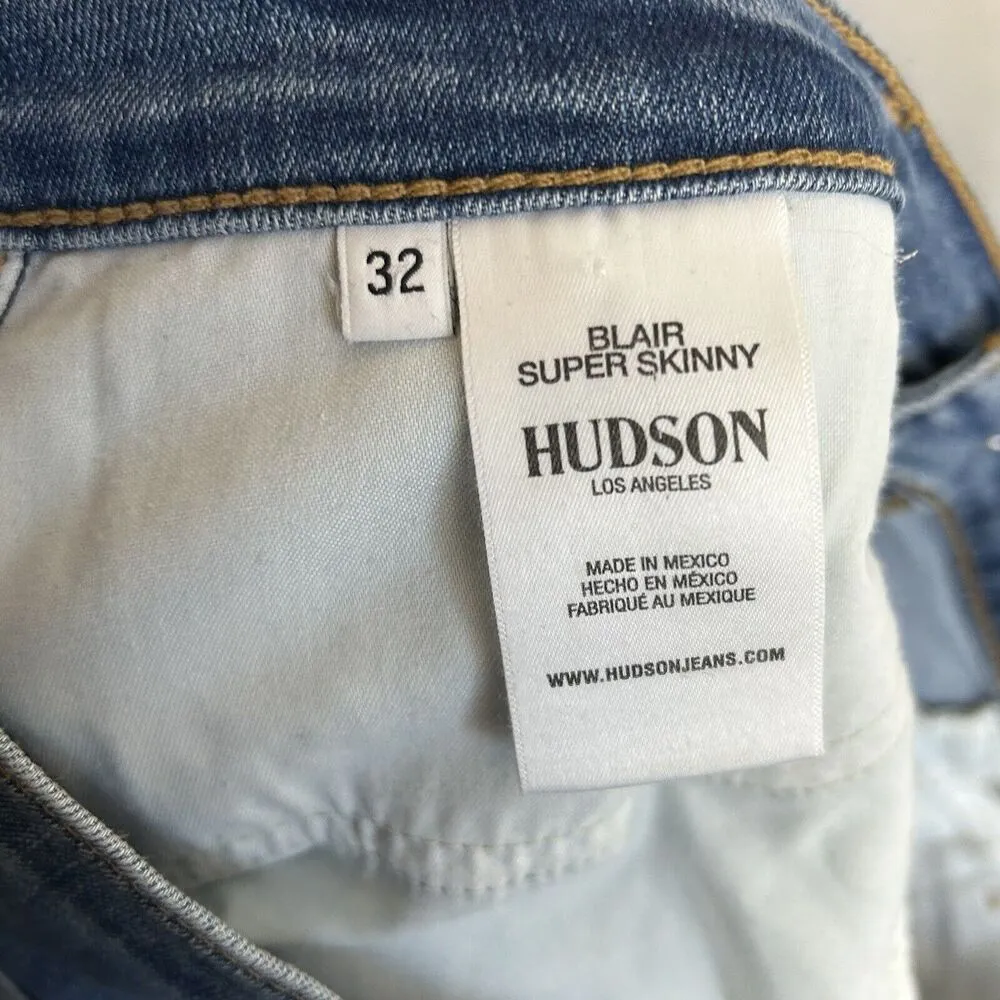 32
BLAIR
SUPER SKINNY
HUDSON
LOS ANGELES
MADE IN MEXICO
HECHO EN MÉXICO
FABRIQUÉ AU MEXIQUE
WWW.HUDSONJEANS.COM